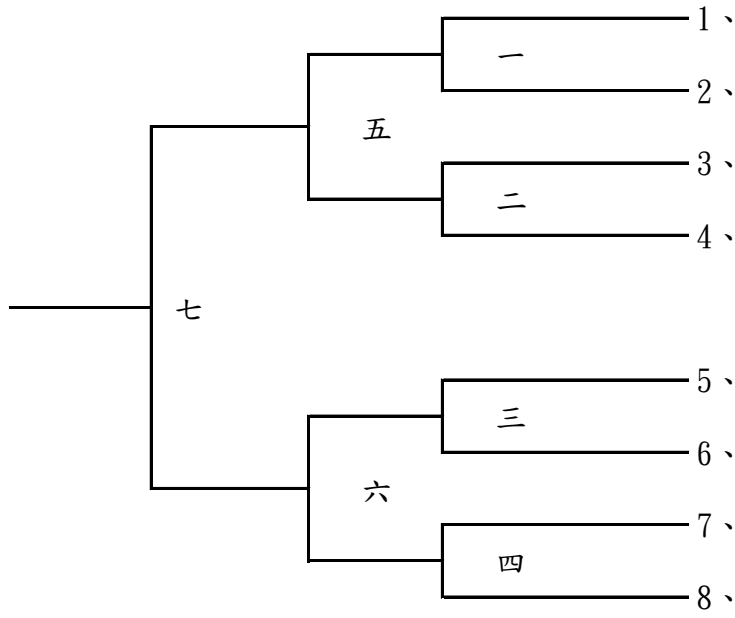 1、
一
2、
五
3、
二
4、
七
5、
三
6、
六
7、
四
8、